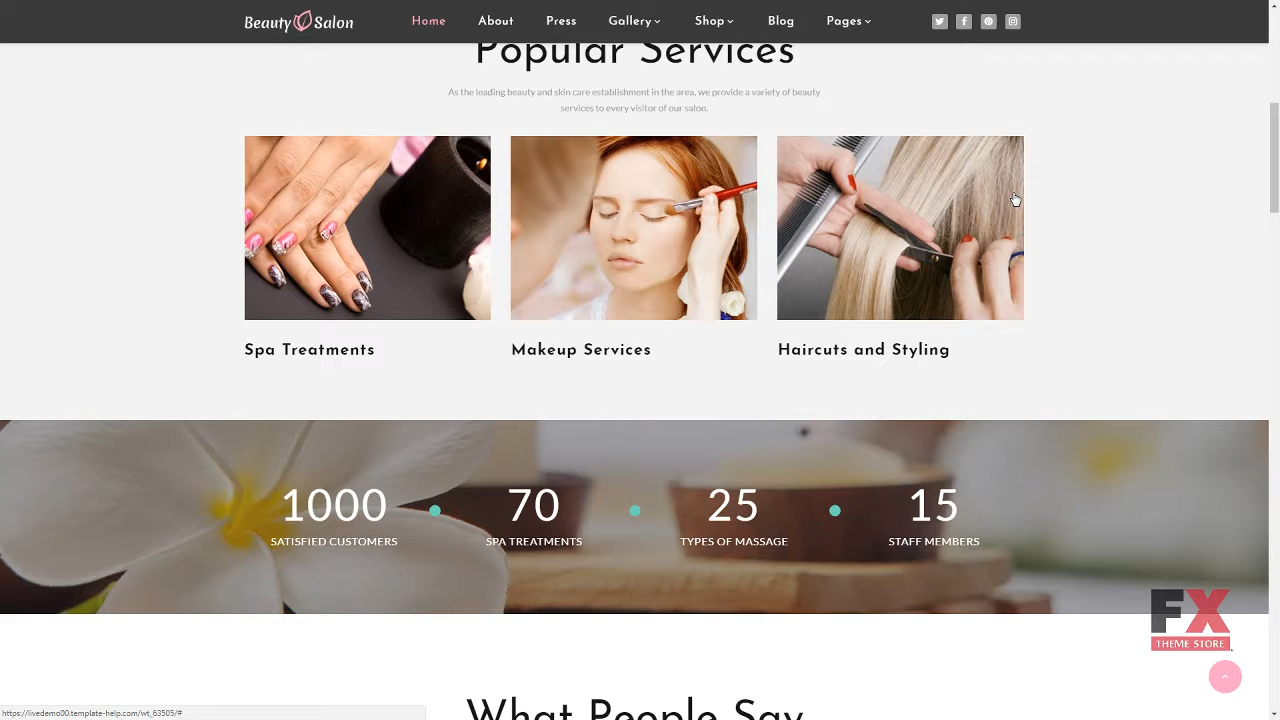 Beauty Salon
Home About Press Gallery Shop Blog Pages
Popular Services
As the leading beauty and skin care establishment in the area, we provide a variety of beauty
services to every visitor of our salon.
Spa Treatments Makeup Services Haircuts and Styling
1000 70 25 15
SATISFIED CUSTOMERS SPA TREATMENTS TYPES OF MASSAGE STAFF MEMBERS
FX
THEME STORE
What People Say
https://livedemo00.template-help.com/wt_63505/#